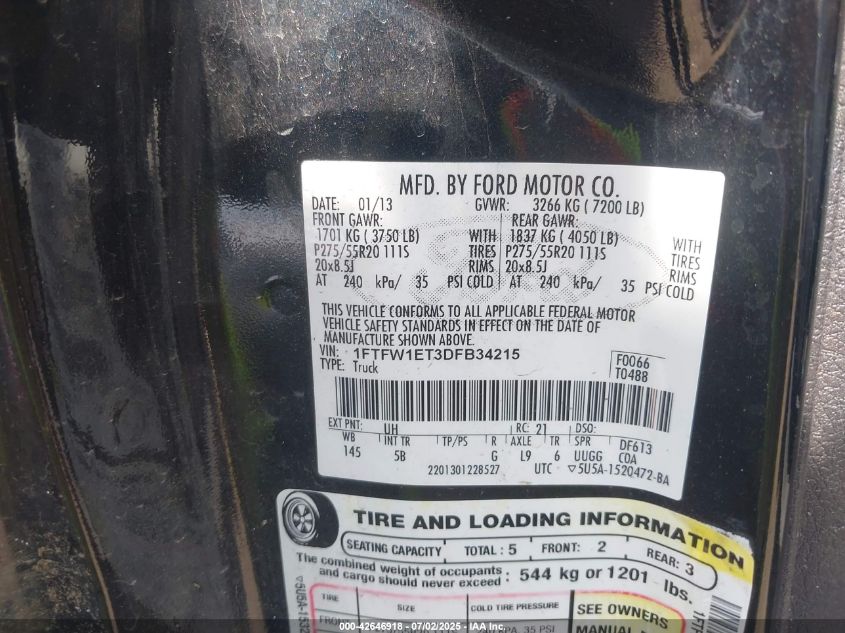 MFD. BY FORD MOTOR CO.
DATE: 01/13 GVWR: 3266 KG ( 7200 LB)
FRONT GAWR: REAR GAWR:
1701 KG ( 3750 LB) WITH 1837 KG ( 4050 LB) WITH
P275/55R20 111S TIRES P275/55R20 111S TIRES
20x8.5J RIMS 20x8.5J RIMS
AT 240 kPa/ 35 PSI COLD AT 240 kPa/ 35 PSI COLD
THIS VEHICLE CONFORMS TO ALL APPLICABLE FEDERAL MOTOR
VEHICLE SAFETY STANDARDS IN EFFECT ON THE DATE OF
MANUFACTURE SHOWN ABOVE.
VIN: 1FTFW1ET3DFB34215 F0066
TYPE: Truck T0488
EXT PNT: UH RC: 21 DSO:
WB INT TR TP/PS R AXLE TR SPR DF613
145 5B G L9 6 UUGG COA
2201301228527 UTC ▽5U5A-1520472-BA
TIRE AND LOADING INFORMATION
SEATING CAPACITY TOTAL : 5 FRONT: 2 REAR: 3
The combined weight of occupants and cargo should never exceed : 544 kg or 1201 lbs.
TIRE SIZE COLD TIRE PRESSURE SEE OWNERS
35 PSI MANUAL
000-42646918 - 07/02/2025 -